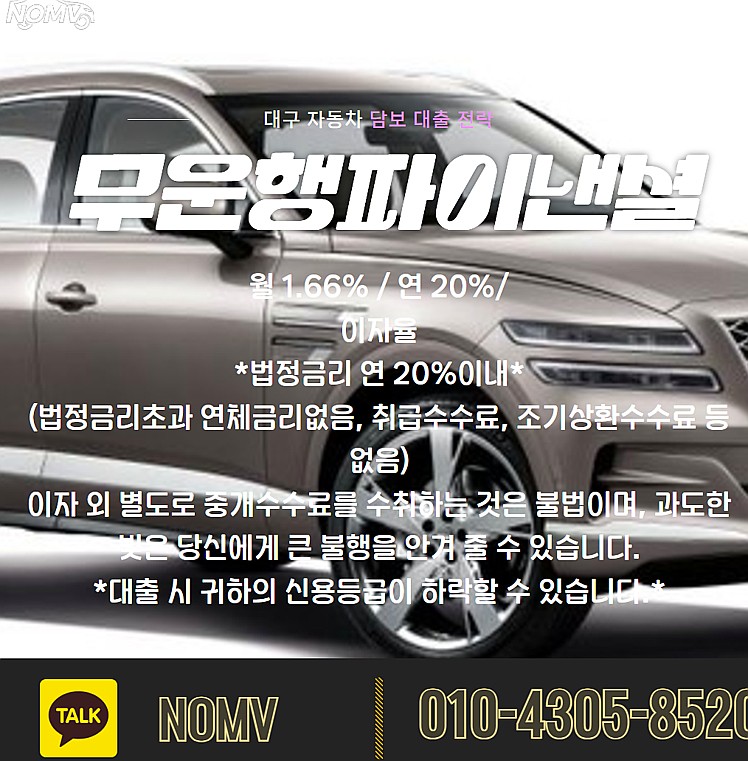 NOMV
대구 자동차 담보 대출 전략
무운행파이낸셜
월 1.66% / 연 20%/
이자율
*법정금리 연 20%이내*
(법정금리초과 연체금리없음, 취급수수료, 조기상환수수료 등
없음)
이자 외 별도로 중개수수료를 수취하는 것은 불법이며, 과도한
빚은 당신에게 큰 불행을 안겨 줄 수 있습니다.
*대출 시 귀하의 신용등급이 하락할 수 있습니다.*
TALK NOMV 010-4305-8520